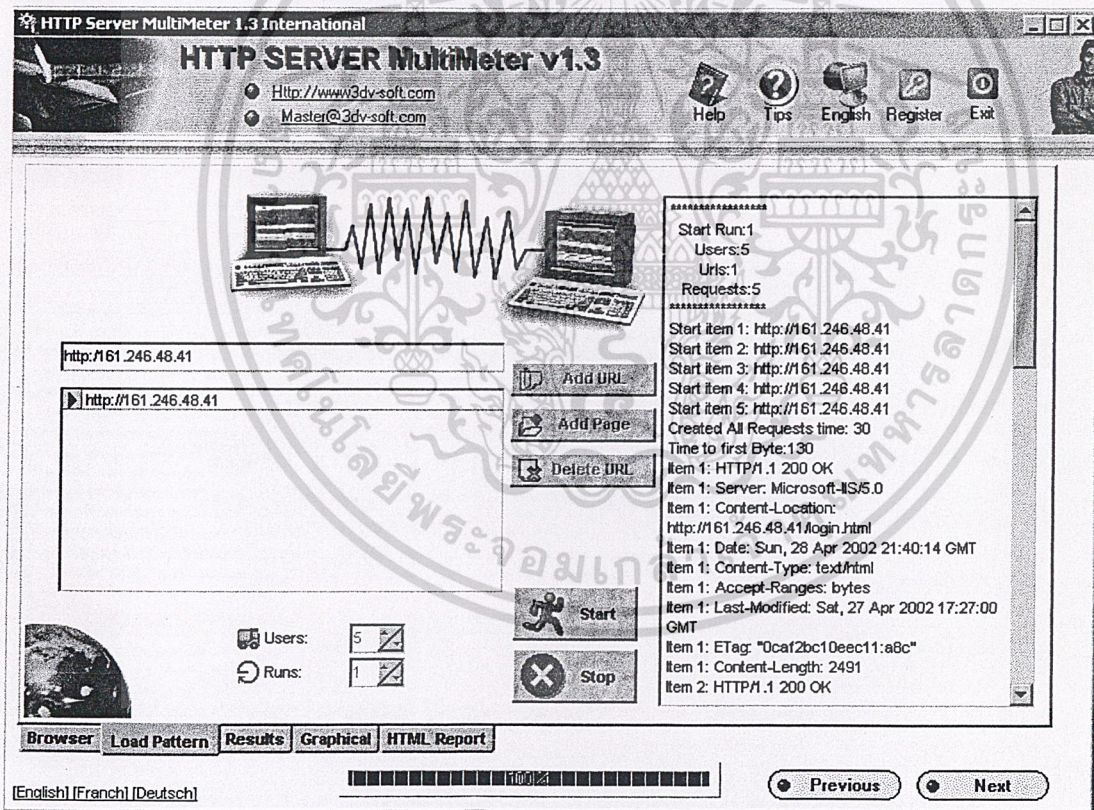 HTTP Server MultiMeter 1.3 International
HTTP SERVER MultiMeter v1.3
Http://www3dv-soft.com
Master@3dv-soft.com
Help Tips English Register Exit
****************
Start Run:1
Users:5
Urls:1
Requests:5
****************
Start item 1: http://161.246.48.41
Start item 2: http://161.246.48.41
Start item 3: http://161.246.48.41
Start item 4: http://161.246.48.41
Start item 5: http://161.246.48.41
Created All Requests time: 30
Time to first Byte:130
Item 1: HTTP/1.1 200 OK
Item 1: Server: Microsoft-IIS/5.0
Item 1: Content-Location:
http://161.246.48.41/login.html
Item 1: Date: Sun, 28 Apr 2002 21:40:14 GMT
Item 1: Content-Type: text/html
Item 1: Accept-Ranges: bytes
Item 1: Last-Modified: Sat, 27 Apr 2002 17:27:00
GMT
Item 1: ETag: "0caf2bc10eec11:a8c"
Item 1: Content-Length: 2491
Item 2: HTTP/1.1 200 OK
http:/161.246.48.41
http://161.246.48.41
Add URL
Add Page
Delete URL
Users: 5
Runs: 1
Start
Stop
Browser Load Pattern Results Graphical HTML Report
100%
[English] [Franch] [Deutsch]
Previous Next